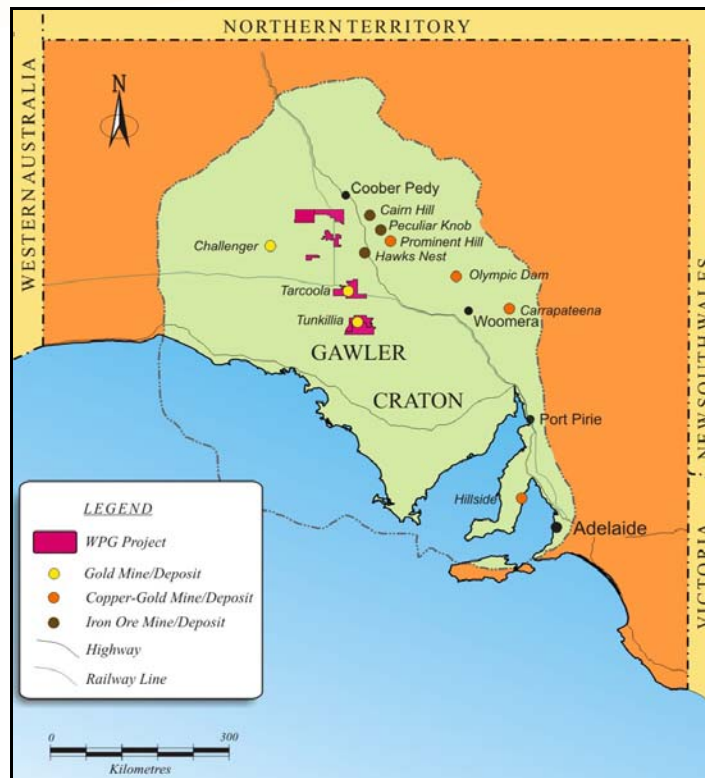 NORTHERN TERRITORY
WESTERN AUSTRALIA
N
Coober Pedy
Cairn Hill
Peculiar Knob
Prominent Hill
Challenger
Hawks Nest
Olympic Dam
Tarcoola
Carrapateena
Woomera
Tunkillia
GAWLER
CRATON
Port Pirie
Hillside
Adelaide
NEW SOUTH WALES
VICTORIA
LEGEND
WPG Project
Gold Mine/Deposit
Copper-Gold Mine/Deposit
Iron Ore Mine/Deposit
Highway
Railway Line
0 300
Kilometres